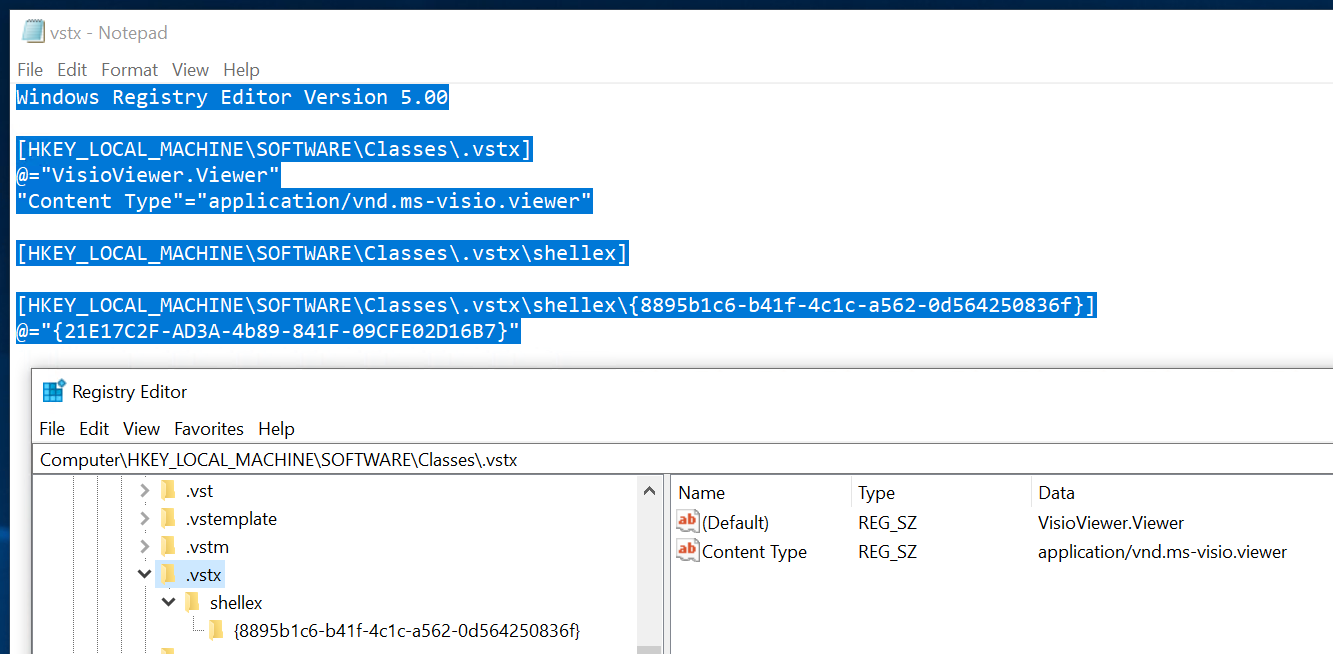 vstx - Notepad
File Edit Format View Help
Windows Registry Editor Version 5.00
[HKEY_LOCAL_MACHINE\SOFTWARE\Classes\.vstx]
@="VisioViewer.Viewer"
"Content Type"="application/vnd.ms-visio.viewer"
[HKEY_LOCAL_MACHINE\SOFTWARE\Classes\.vstx\shellex]
[HKEY_LOCAL_MACHINE\SOFTWARE\Classes\.vstx\shellex\{8895b1c6-b41f-4c1c-a562-0d564250836f}]
@="{21E17C2F-AD3A-4b89-841F-09CFE02D16B7}"
Registry Editor
File Edit View Favorites Help
Computer\HKEY_LOCAL_MACHINE\SOFTWARE\Classes\.vstx
.vst
.vstemplate
.vstm
.vstx
shellex
{8895b1c6-b41f-4c1c-a562-0d564250836f}
Name Type Data
ab (Default) REG_SZ VisioViewer.Viewer
ab Content Type REG_SZ application/vnd.ms-visio.viewer